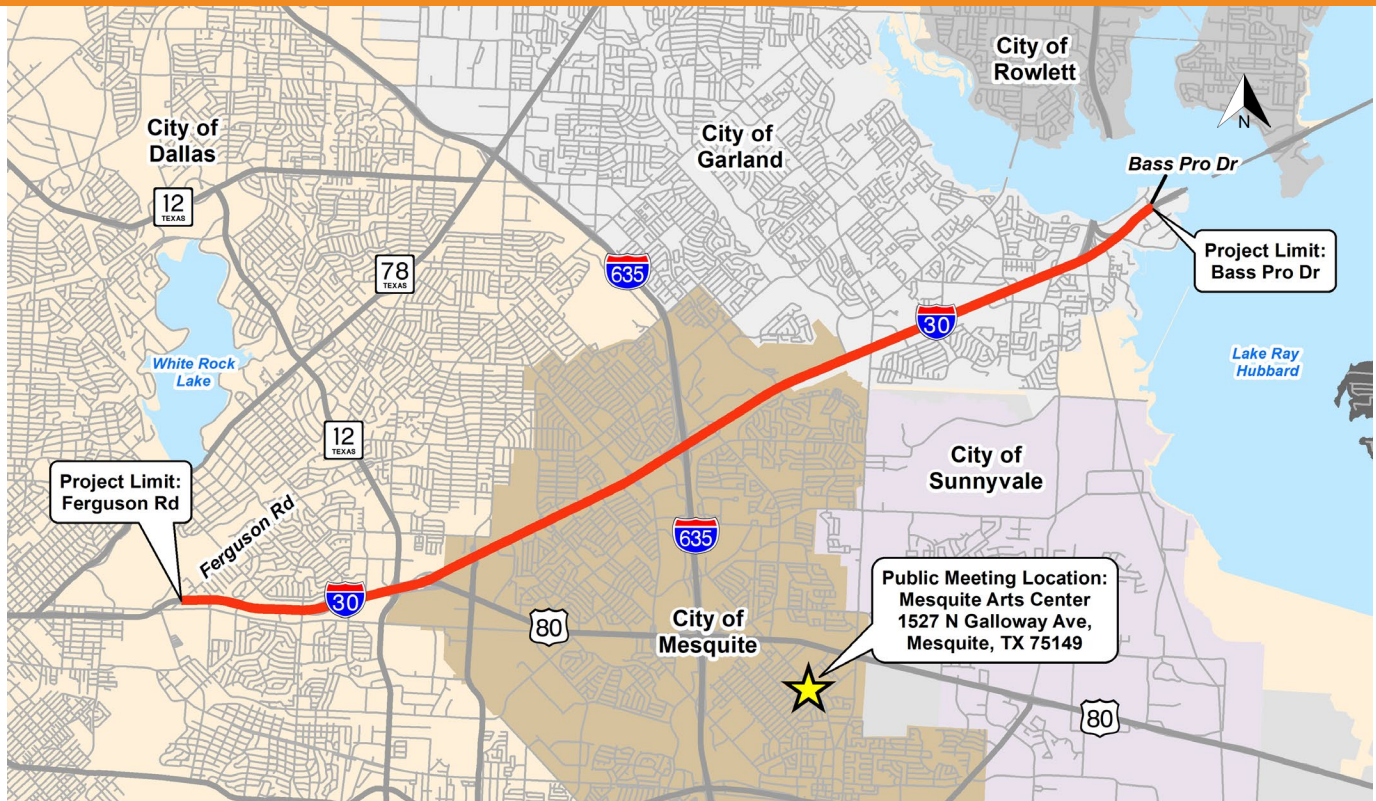 City of
Rowlett
City of
Dallas
City of
Garland
N
Bass Pro Dr
12
TEXAS
Project Limit:
Bass Pro Dr
78
TEXAS
635
30
White Rock
Lake
Lake Ray
Hubbard
12
TEXAS
City of
Sunnyvale
Project Limit:
Ferguson Rd
Ferguson Rd
635
Public Meeting Location:
Mesquite Arts Center
1527 N Galloway Ave,
Mesquite, TX 75149
30
80
City of
Mesquite
80